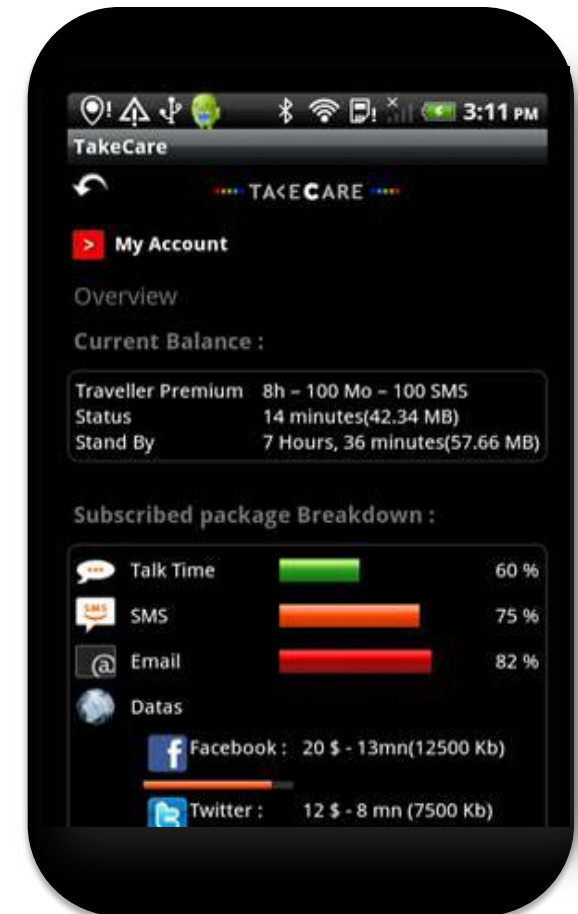 3:11 PM
TakeCare
TA<ECARE
> My Account
Overview
Current Balance :
Traveller Premium 8h – 100 Mo – 100 SMS
Status 14 minutes(42.34 MB)
Stand By 7 Hours, 36 minutes(57.66 MB)
Subscribed package Breakdown :
Talk Time 60 %
SMS SMS 75 %
@ Email 82 %
Datas
f Facebook : 20 $ - 13mn(12500 Kb)
Twitter : 12 $ - 8 mn (7500 Kb)